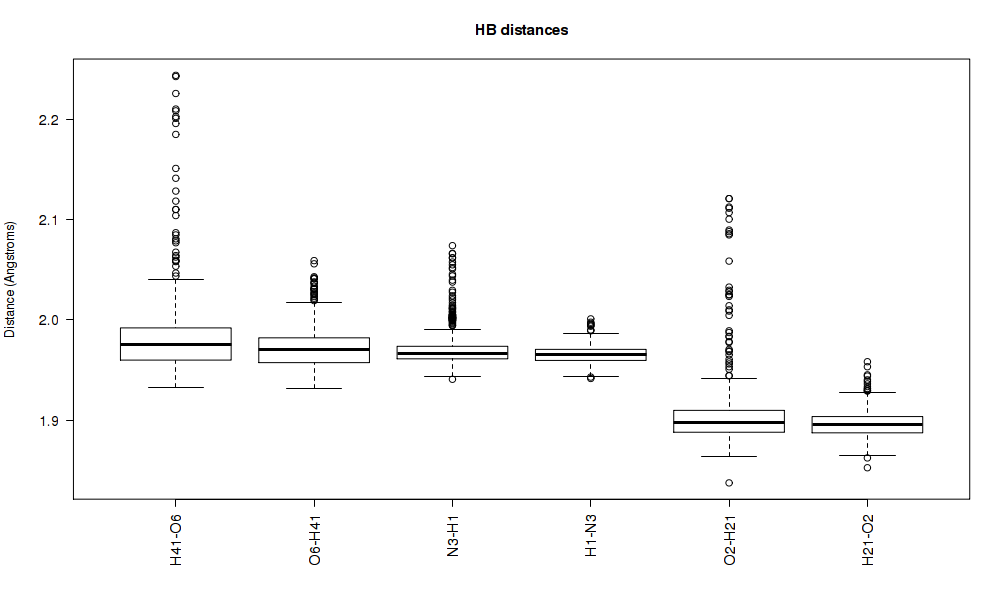 HB distances
Distance (Angstroms)
2.2
2.1
2.0
1.9
H41-O6
O6-H41
N3-H1
H1-N3
O2-H21
H21-O2